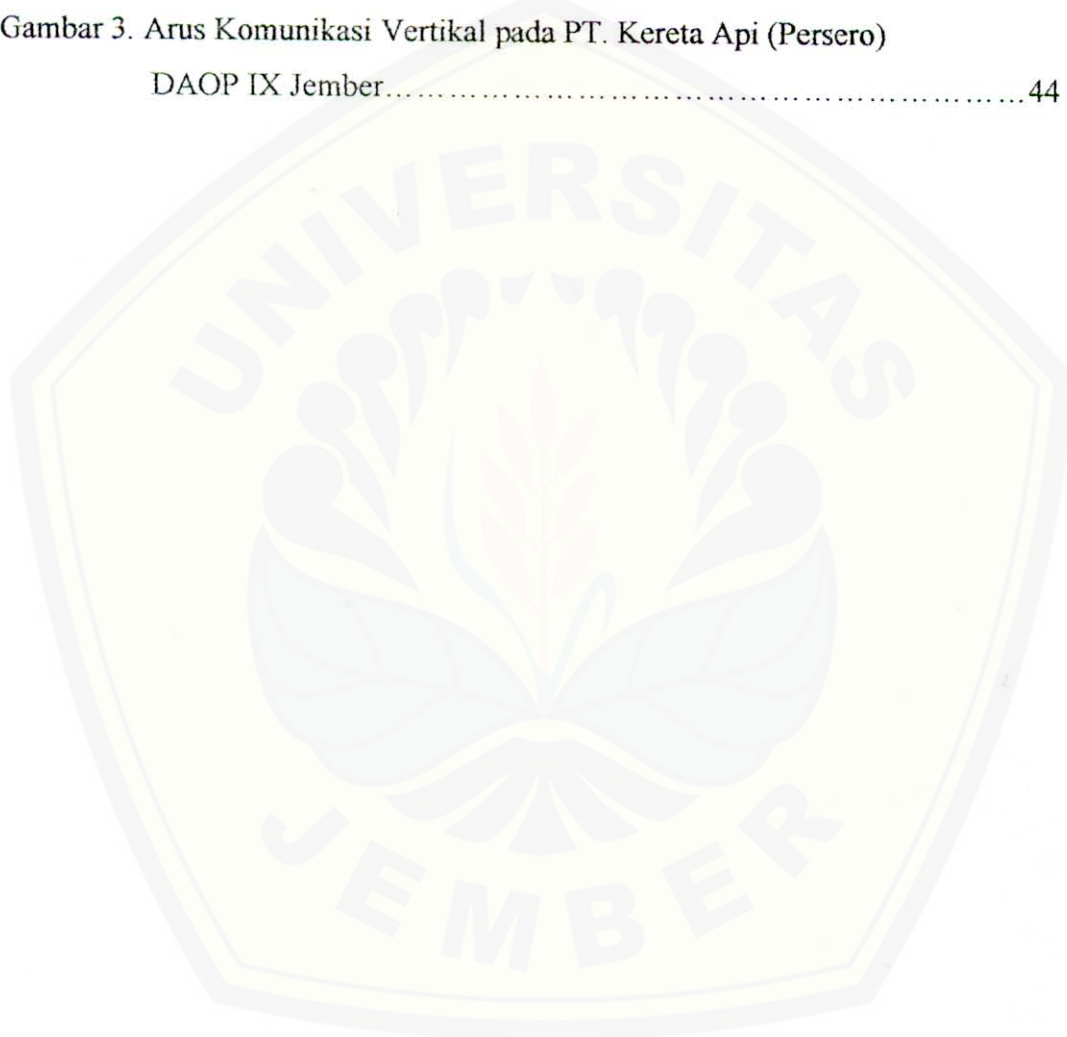 Gambar 3. Arus Komunikasi Vertikal pada PT. Kereta Api (Persero)
DAOP IX Jember.................................................................44
UNIVERSITAS
JEMBER